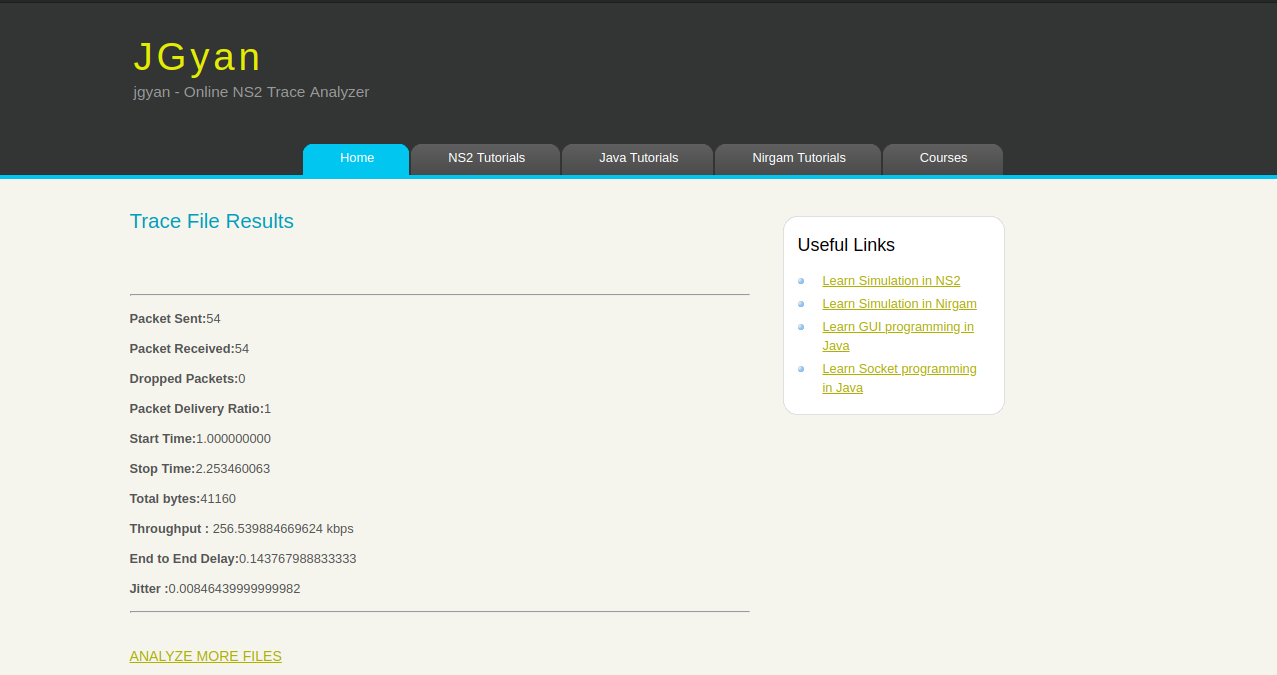 JGyan
jgyan - Online NS2 Trace Analyzer
Home NS2 Tutorials Java Tutorials Nirgam Tutorials Courses
Trace File Results
Packet Sent:54
Packet Received:54
Dropped Packets:0
Packet Delivery Ratio:1
Start Time:1.000000000
Stop Time:2.253460063
Total bytes:41160
Throughput : 256.539884669624 kbps
End to End Delay:0.143767988833333
Jitter :0.00846439999999982
ANALYZE MORE FILES
Useful Links
Learn Simulation in NS2
Learn Simulation in Nirgam
Learn GUI programming in
Java
Learn Socket programming
in Java